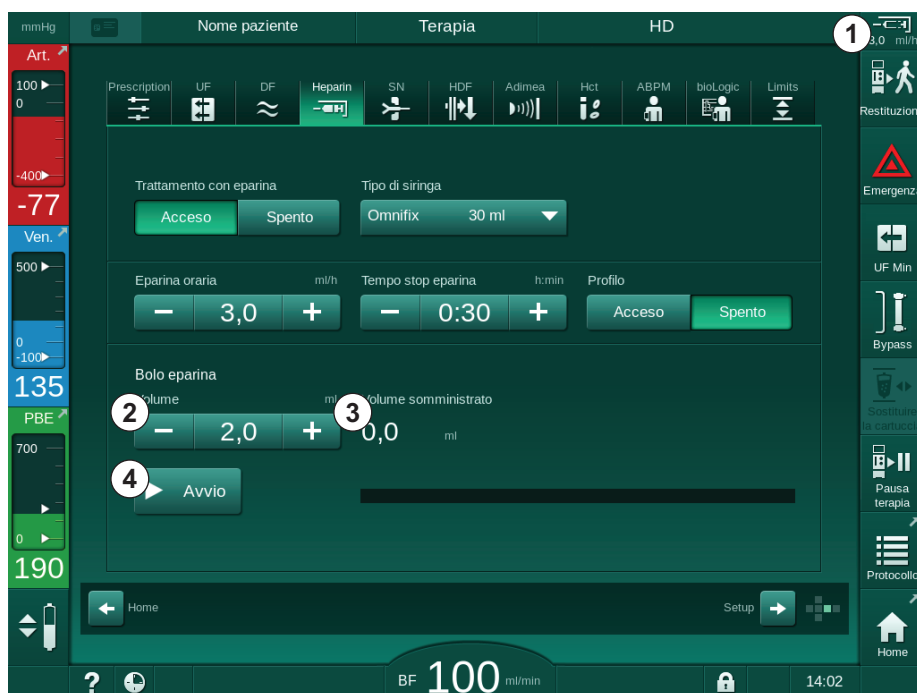 mmHg
Nome paziente
Terapia
HD
1
3,0 ml/h
Art.
100
0
-400
-77
Ven.
500
0
-100
135
PBE
700
0
190
Prescription
UF
DF
Heparin
SN
HDF
Adimea
Hct
ABPM
bioLogic
Limits
Trattamento con eparina
Tipo di siringa
Acceso
Spento
Omnifix 30 ml
Eparina oraria
ml/h
Tempo stop eparina
h:min
Profilo
3,0
0:30
Acceso
Spento
Bolo eparina
Volume
ml
Volume somministrato
2
2,0
3
0,0 ml
4
Avvio
Home
Setup
Restituzion
Emergenza
UF Min
Bypass
Sostituire
la cartucci
Pausa
terapia
Protocollo
Home
?
BF 100 ml/min
14:02